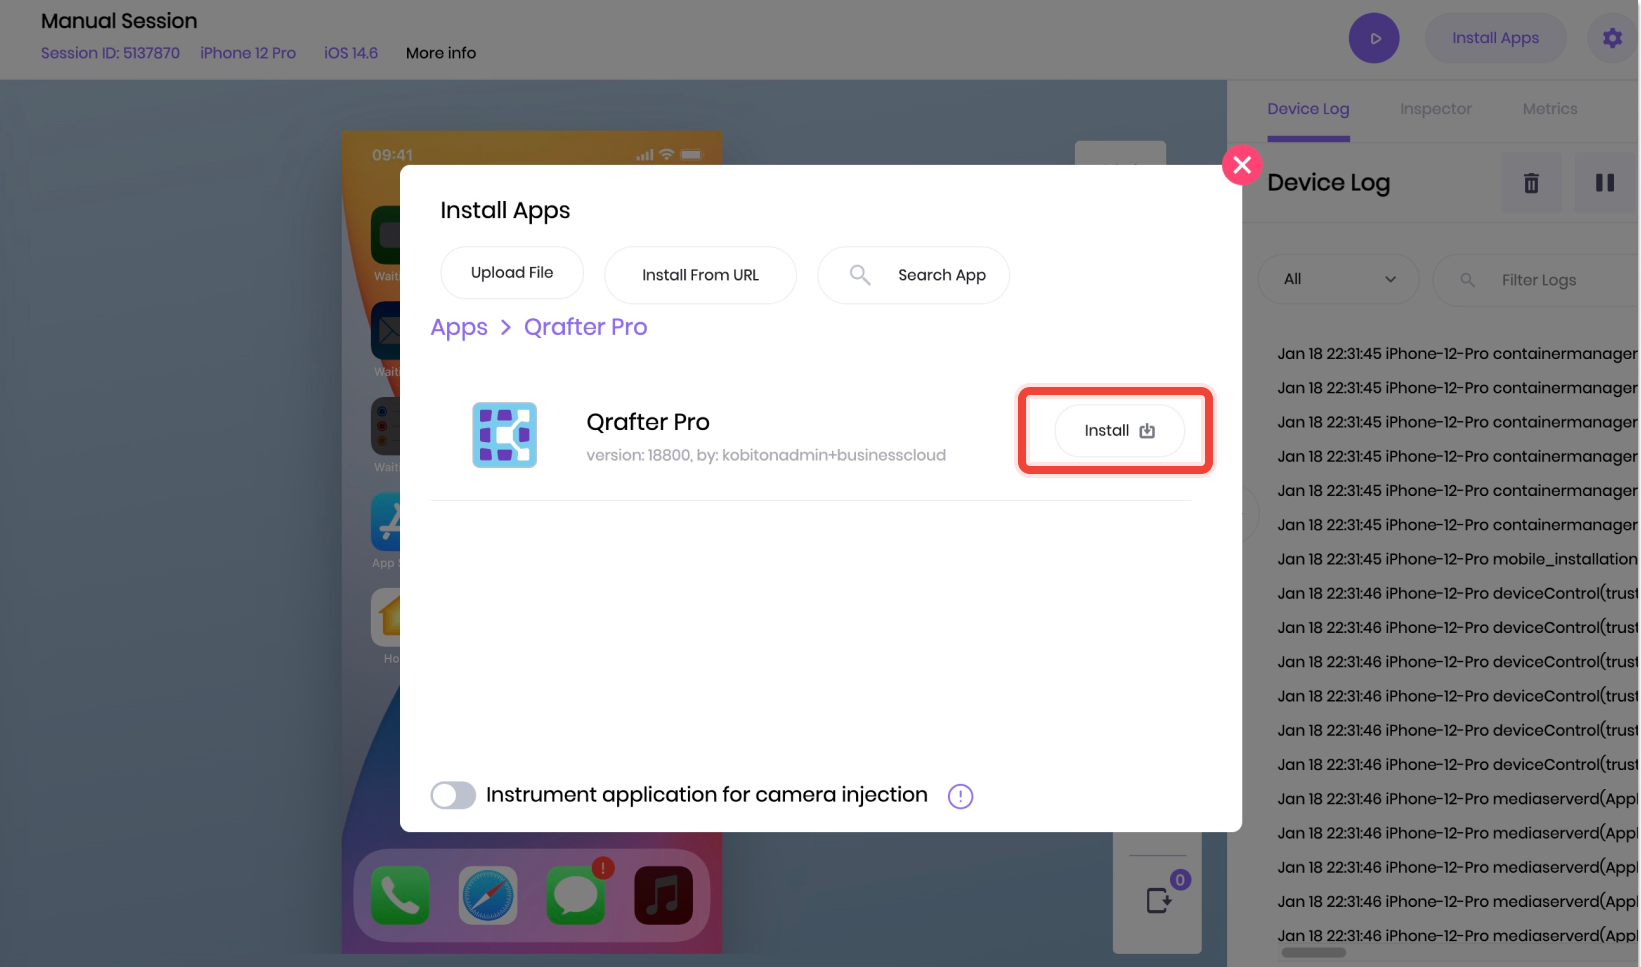 Manual Session
Session ID: 5137870 iPhone 12 Pro iOS 14.6 More info
Install Apps
Device Log Inspector Metrics
09:41
Install Apps
Device Log
Upload File Install From URL Search App
All Filter Logs
Apps > Qrafter Pro
Qrafter Pro
version: 18800, by: kobitonadmin+businesscloud
Install
Instrument application for camera injection
!
!
0
Jan 18 22:31:45 iPhone-12-Pro containermanager
Jan 18 22:31:45 iPhone-12-Pro containermanager
Jan 18 22:31:45 iPhone-12-Pro containermanager
Jan 18 22:31:45 iPhone-12-Pro containermanager
Jan 18 22:31:45 iPhone-12-Pro containermanager
Jan 18 22:31:45 iPhone-12-Pro containermanager
Jan 18 22:31:45 iPhone-12-Pro mobile_installation
Jan 18 22:31:46 iPhone-12-Pro deviceControl(trust
Jan 18 22:31:46 iPhone-12-Pro deviceControl(trust
Jan 18 22:31:46 iPhone-12-Pro deviceControl(trust
Jan 18 22:31:46 iPhone-12-Pro deviceControl(trust
Jan 18 22:31:46 iPhone-12-Pro deviceControl(trust
Jan 18 22:31:46 iPhone-12-Pro deviceControl(trust
Jan 18 22:31:46 iPhone-12-Pro mediaserverd(Appl
Jan 18 22:31:46 iPhone-12-Pro mediaserverd(Appl
Jan 18 22:31:46 iPhone-12-Pro mediaserverd(Appl
Jan 18 22:31:46 iPhone-12-Pro mediaserverd(Appl
Jan 18 22:31:46 iPhone-12-Pro mediaserverd(Appl